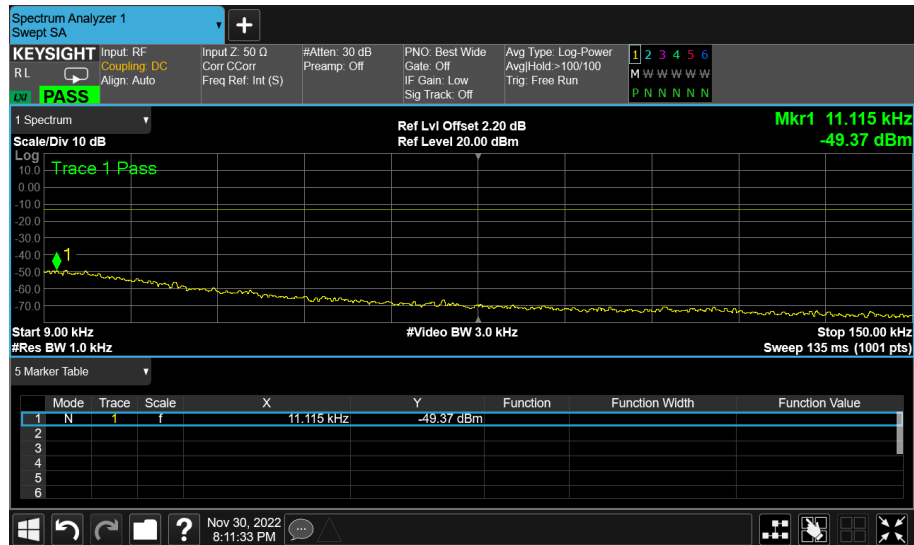 Spectrum Analyzer 1
Swept SA
+
KEYSIGHT Input: RF Input Z: 50 Ω #Atten: 30 dB PNO: Best Wide Avg Type: Log-Power 1 2 3 4 5 6
RL Coupling: DC Corr CCorr Preamp: Off Gate: Off Avg|Hold:>100/100 M W W W W W
Align: Auto Freq Ref: Int (S) IF Gain: Low Trig: Free Run
LXI PASS Sig Track: Off P N N N N N
1 Spectrum Ref Lvl Offset 2.20 dB Mkr1 11.115 kHz
Scale/Div 10 dB Ref Level 20.00 dBm -49.37 dBm
Log
10.0 Trace 1 Pass
0.00
-10.0
-20.0
-30.0
-40.0 1
-50.0
-60.0
-70.0
Start 9.00 kHz #Video BW 3.0 kHz Stop 150.00 kHz
#Res BW 1.0 kHz Sweep 135 ms (1001 pts)
5 Marker Table
Mode Trace Scale X Y Function Function Width Function Value
1 N 1 f 11.115 kHz -49.37 dBm
2
3
4
5
6
? Nov 30, 2022
8:11:33 PM